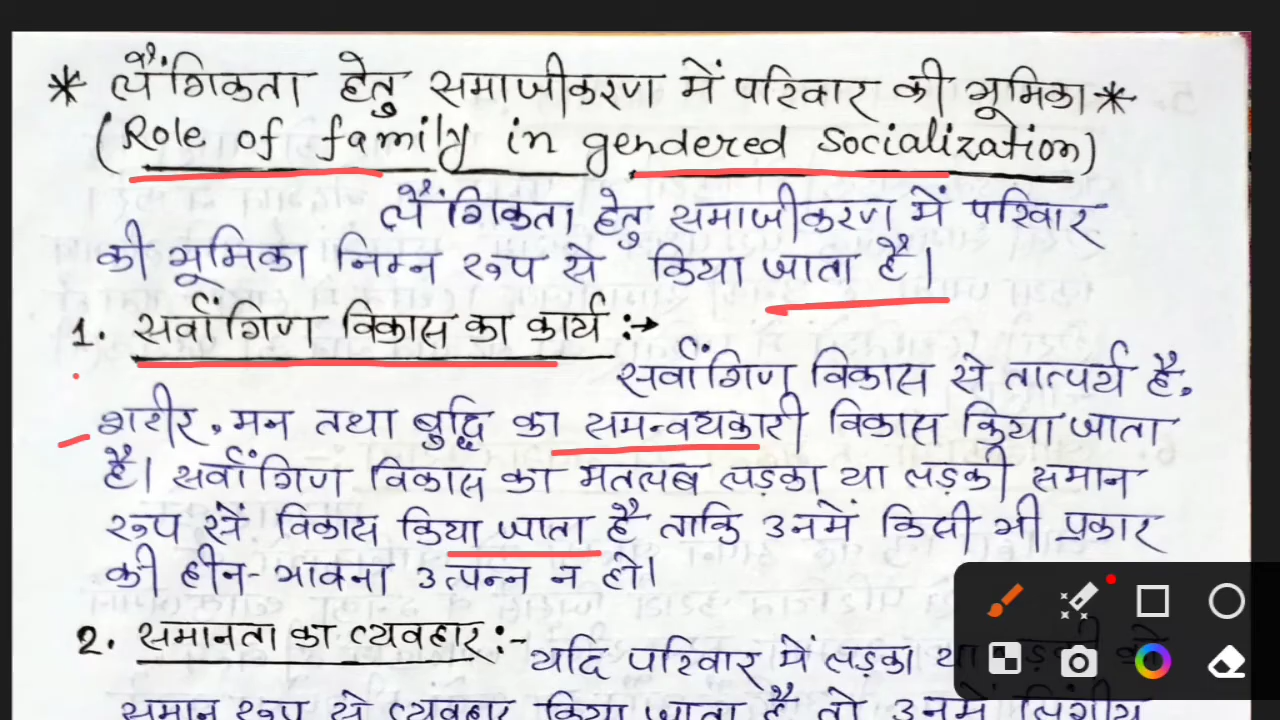 * लैंगिकता हेतु समाजीकरण में परिवार की भूमिका *
(Role of family in gendered socialization)
लैंगिकता हेतु समाजीकरण में परिवार
की भूमिका निम्न रूप से किया जाता है।
1. सर्वांगिण विकास का कार्य :→
सर्वांगिण विकास से तात्पर्य है,
शरीर, मन तथा बुद्धि का समन्वयकारी विकास किया जाता
है। सर्वांगिण विकास का मतलब लड़का या लड़की समान
रूप से विकास किया जाता है ताकि उनमें किसी भी प्रकार
की हीन-भावना उत्पन्न न हो।
2. समानता का व्यवहार :- यदि परिवार में लड़का या
समान रूप से व्यवहार किया जाता है, तो उनमें लिंगीय